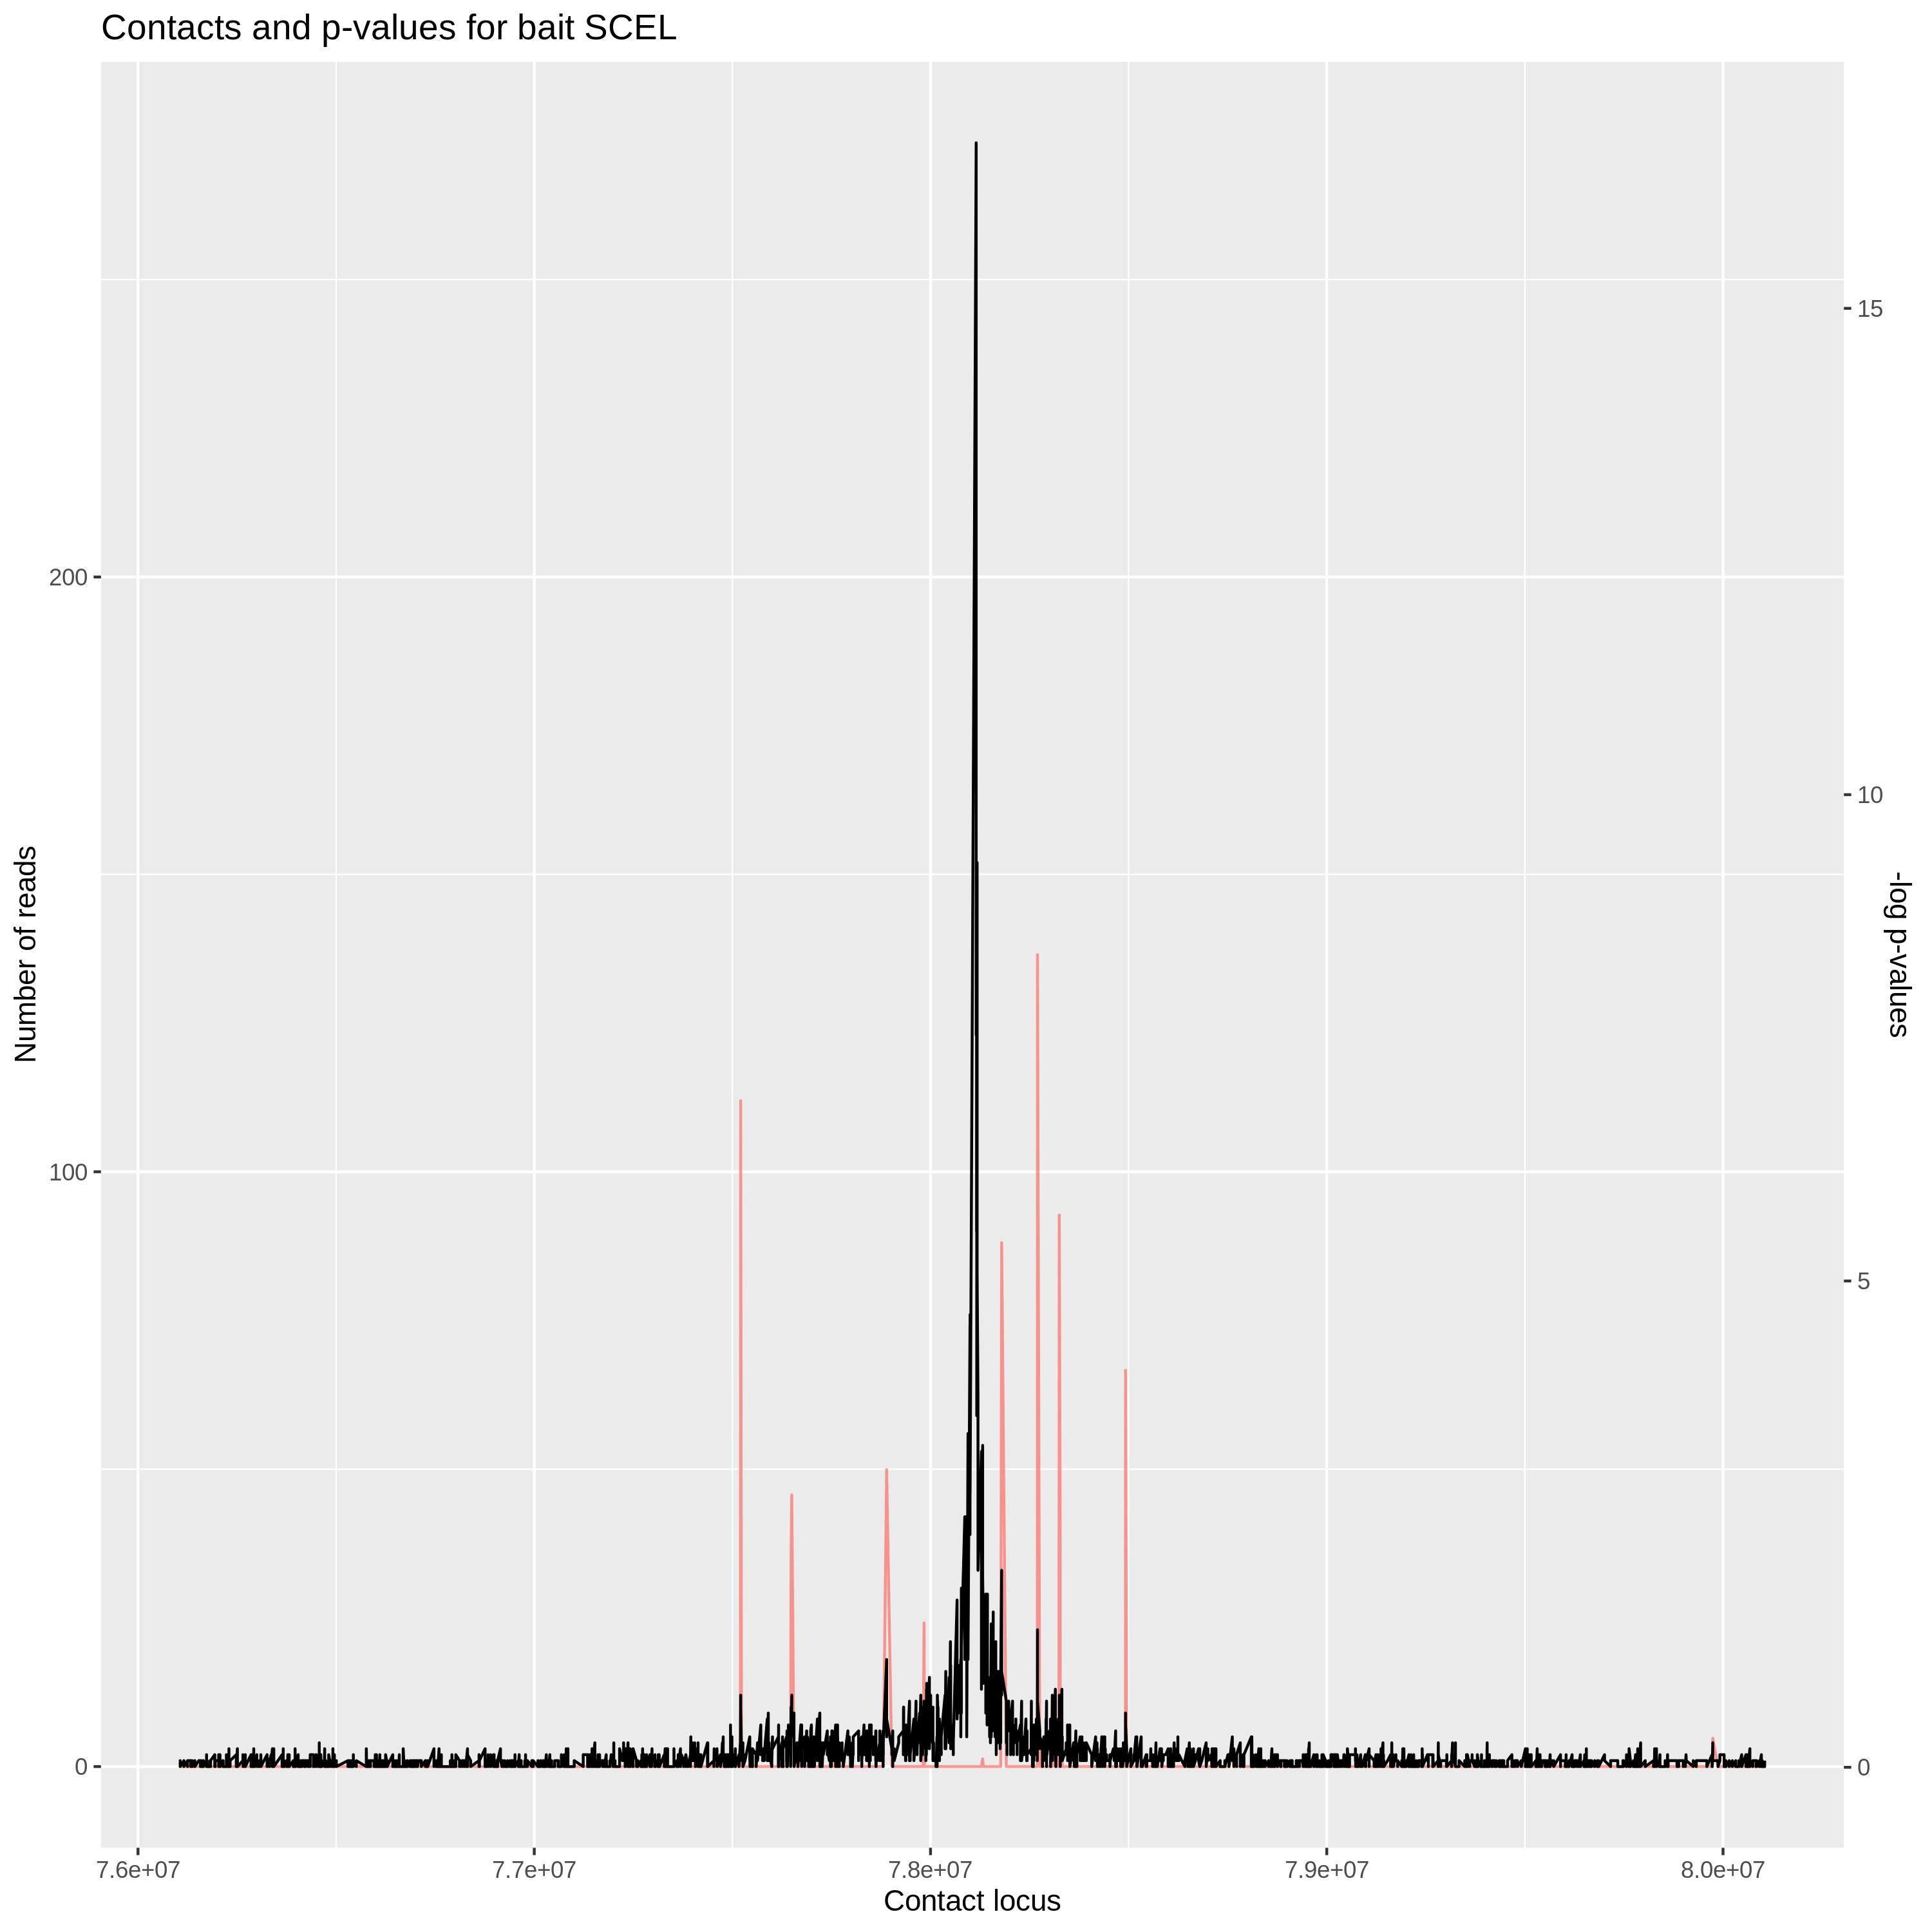 Contacts and p-values for bait SCEL
Number of reads
200
100
0
15
10
5
0
-log p-values
7.6e+07 7.7e+07 7.8e+07 7.9e+07 8.0e+07
Contact locus